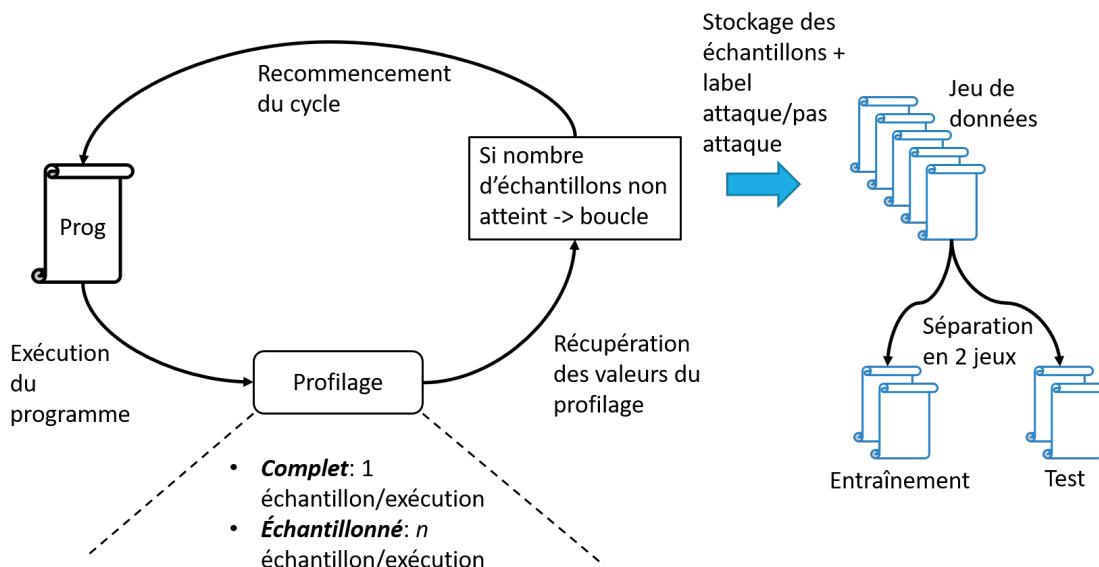 Recommencement
du cycle
Prog
Si nombre
d'échantillons non
atteint -> boucle
Exécution
du
programme
Profilage
Récupération
des valeurs du
profilage
• Complet: 1
échantillon/exécution
• Échantillonné: n
échantillon/exécution
Stockage des
échantillons +
label
attaque/pas
attaque
Jeu de
données
Séparation
en 2 jeux
Entraînement
Test